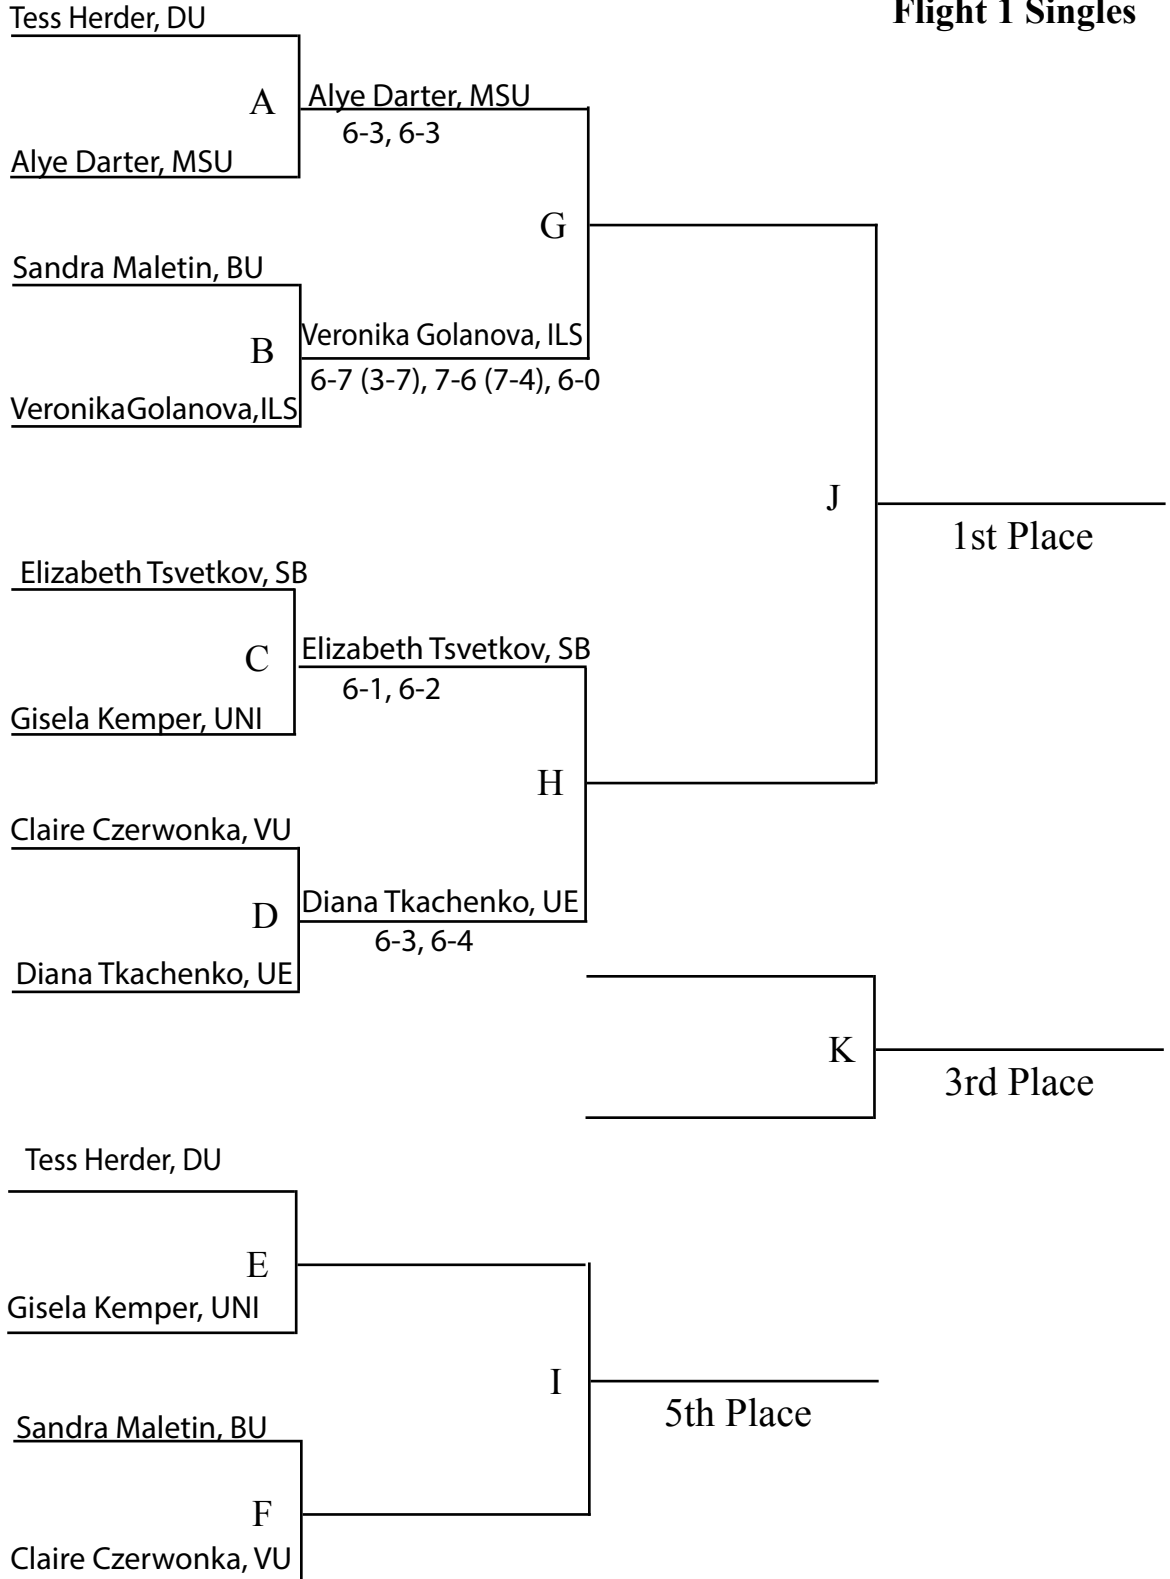 Flight 1 Singles
Tess Herder, DU
A
Alye Darter, MSU
6-3, 6-3
Alye Darter, MSU
G
Sandra Maletin, BU
B
Veronika Golanova, ILS
6-7 (3-7), 7-6 (7-4), 6-0
Veronika Golanova, ILS
J
1st Place
Elizabeth Tsvetkov, SB
C
Elizabeth Tsvetkov, SB
6-1, 6-2
Gisela Kemper, UNI
H
Claire Czerwonka, VU
D
Diana Tkachenko, UE
6-3, 6-4
Diana Tkachenko, UE
K
3rd Place
Tess Herder, DU
E
Gisela Kemper, UNI
I
5th Place
Sandra Maletin, BU
F
Claire Czerwonka, VU